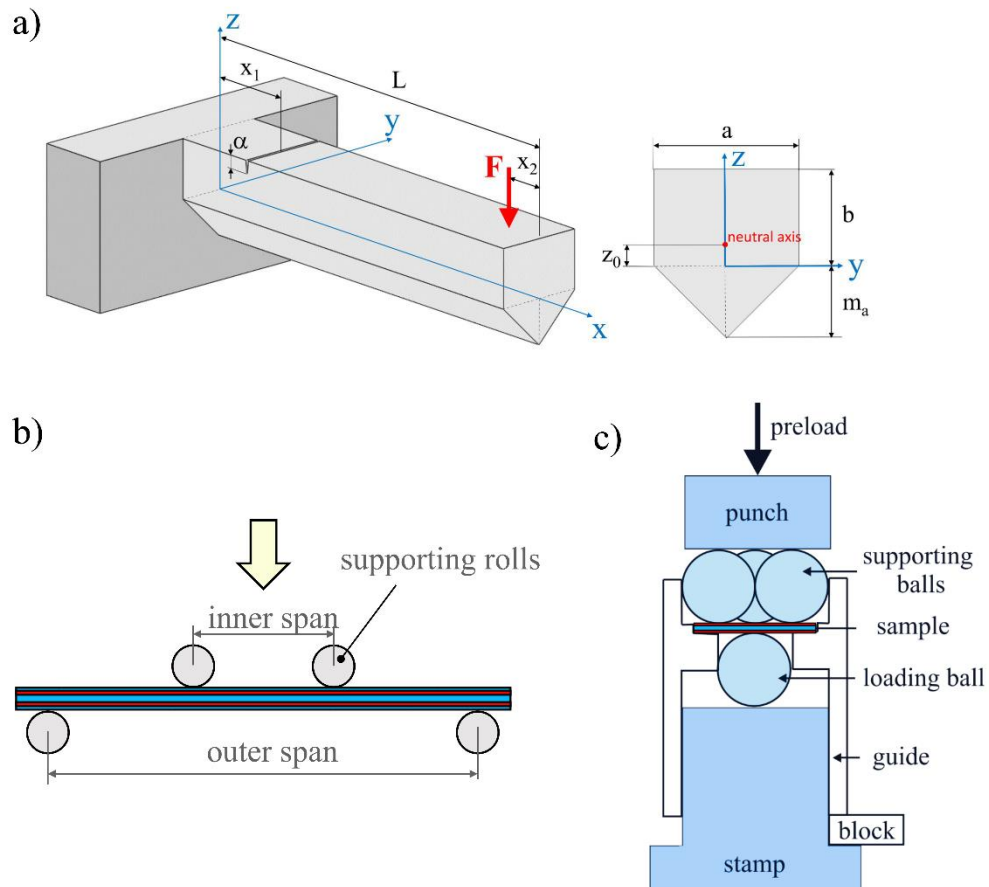 a)
z
x₁
L
y
α
F
x₂
x
a
z
b
neutral axis
z₀
y
mₐ
b)
supporting rolls
inner span
outer span
c)
preload
punch
supporting
balls
sample
loading ball
guide
block
stamp